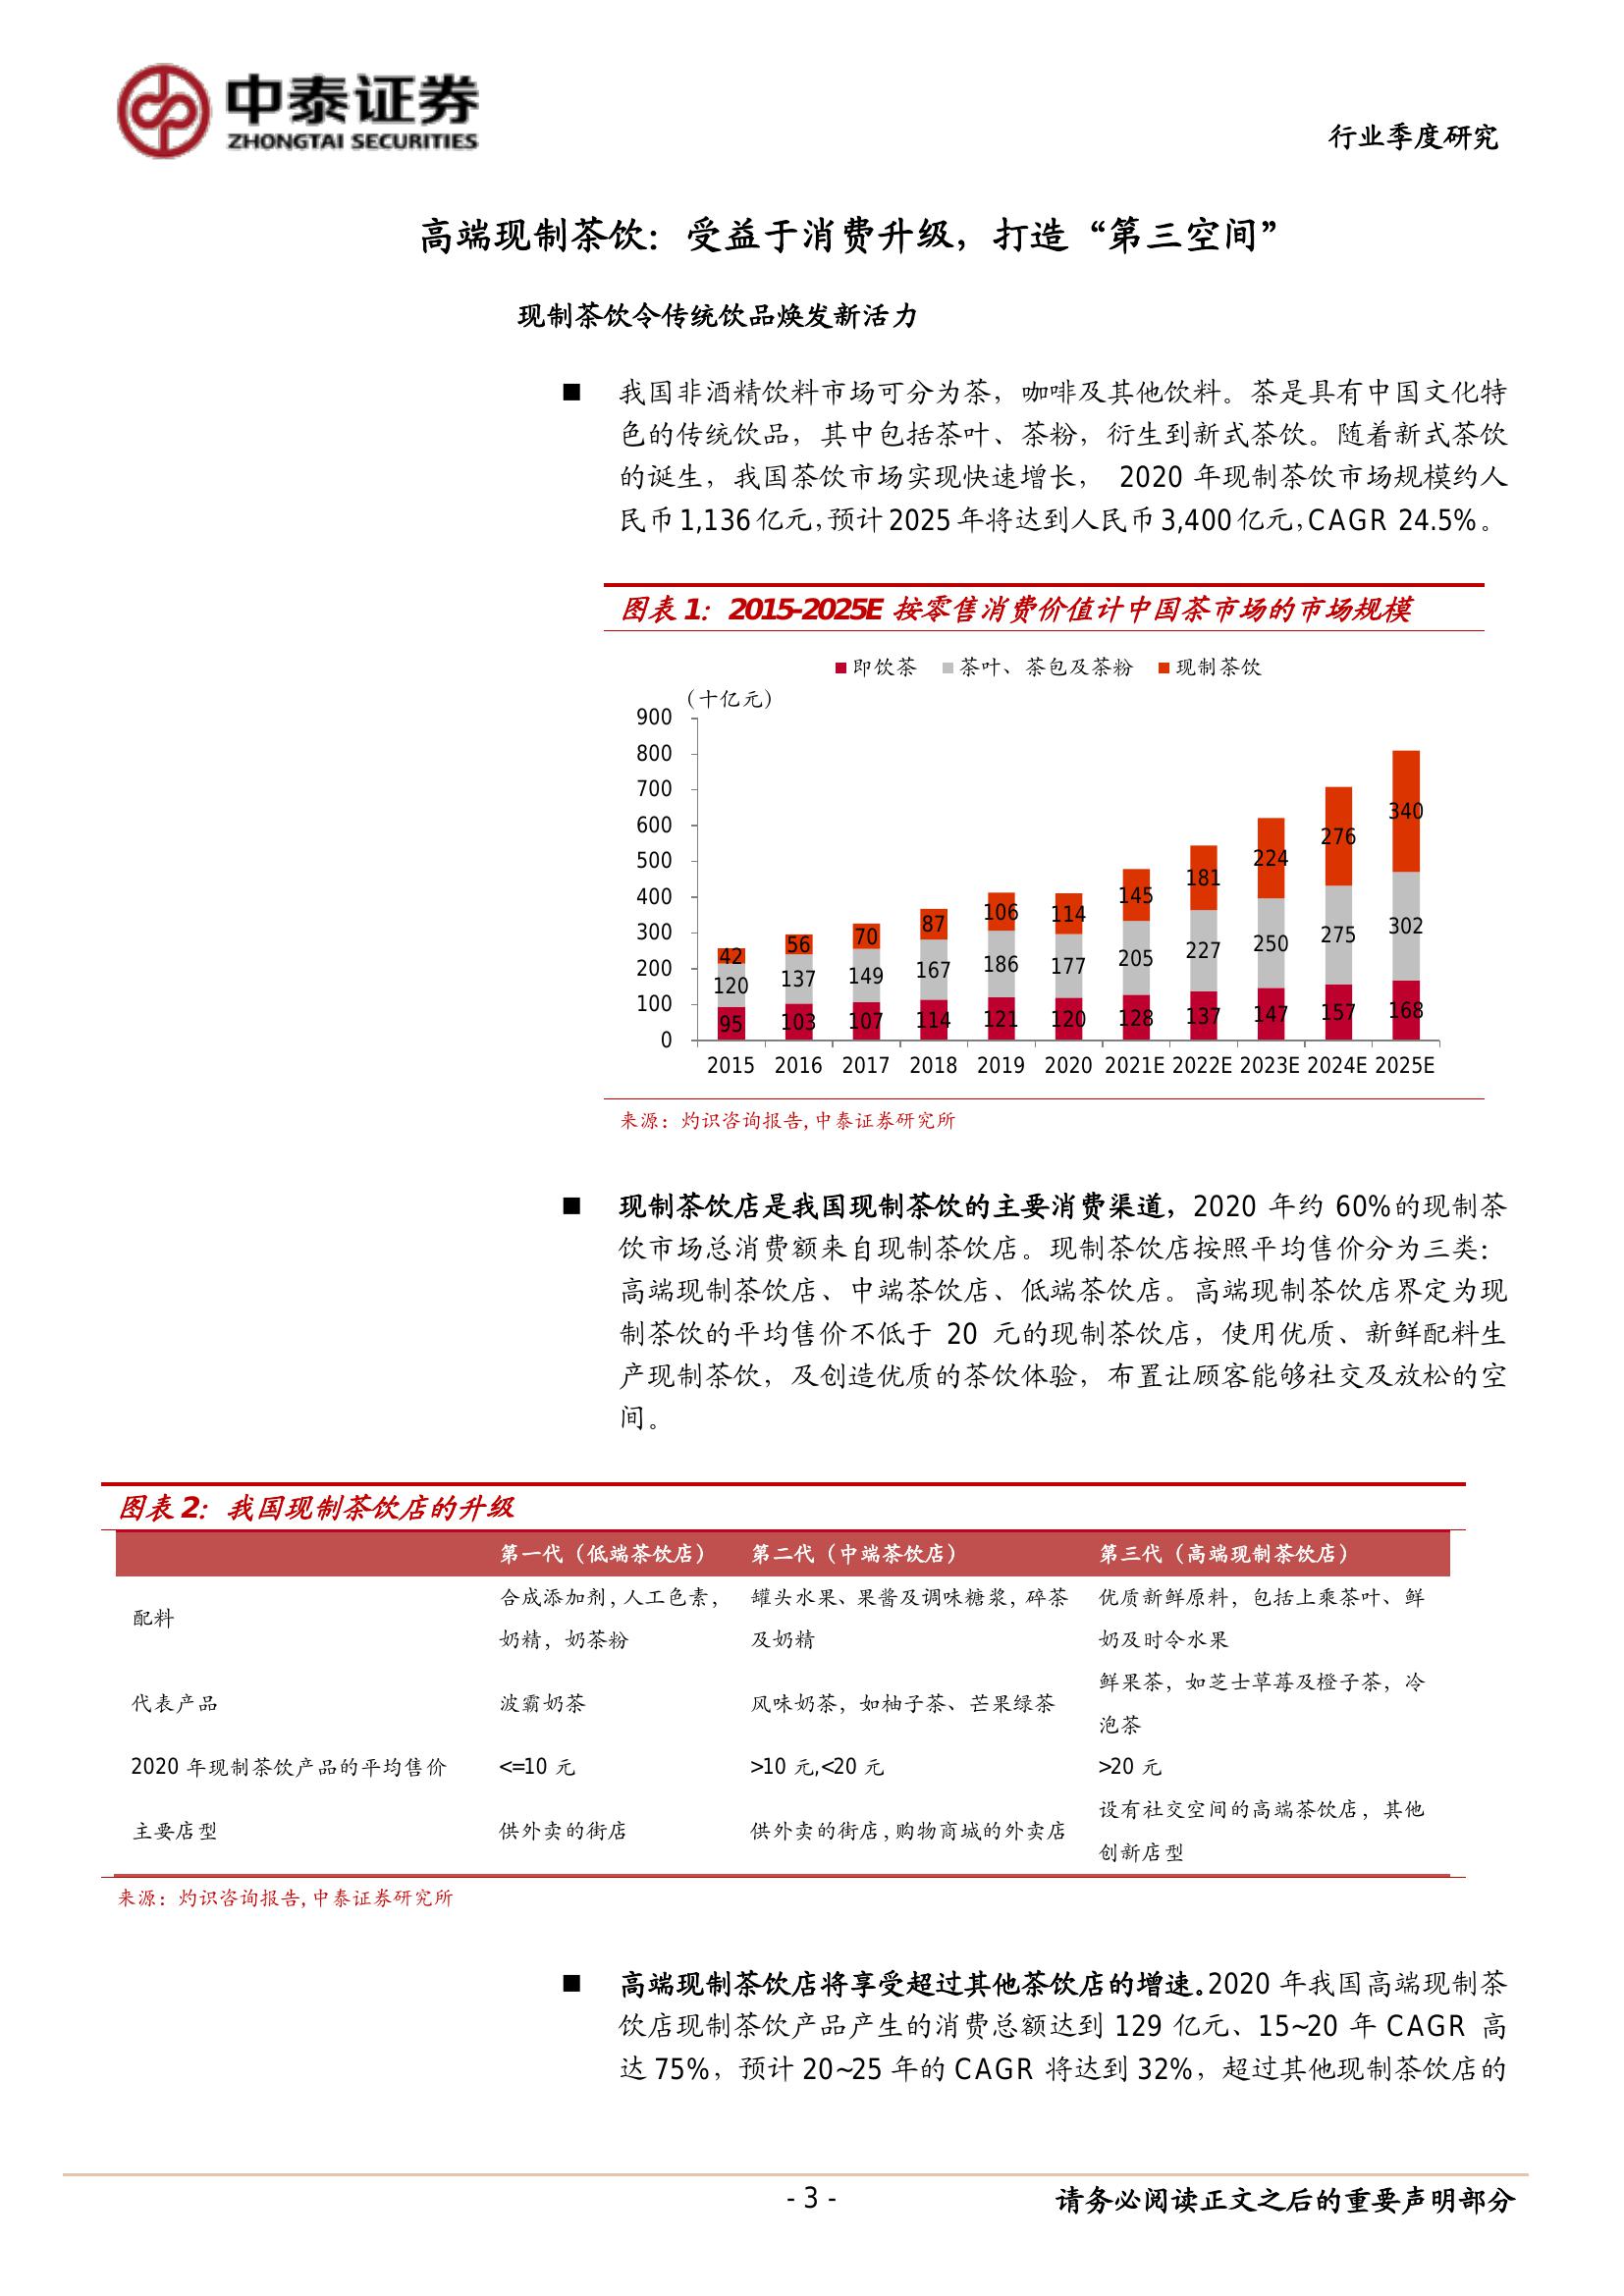 中泰证券
ZHONGTAI SECURITIES
行业季度研究
高端现制茶饮：受益于消费升级，打造“第三空间”
现制茶饮令传统饮品焕发新活力
■ 我国非酒精饮料市场可分为茶，咖啡及其他饮料。茶是具有中国文化特
色的传统饮品，其中包括茶叶、茶粉，衍生到新式茶饮。随着新式茶饮
的诞生，我国茶饮市场实现快速增长， 2020 年现制茶饮市场规模约人
民币 1,136 亿元，预计 2025 年将达到人民币 3,400 亿元，CAGR 24.5%。
图表 1：2015-2025E 按零售消费价值计中国茶市场的市场规模
■即饮茶 ■茶叶、茶包及茶粉 ■现制茶饮
（十亿元）
900
800
700
600
500
400
300
200
100
0
42 56 70 87 106 114 145 181 224 276 340
120 137 149 167 186 177 205 227 250 275 302
95 103 107 114 121 120 128 137 147 157 168
2015 2016 2017 2018 2019 2020 2021E 2022E 2023E 2024E 2025E
来源：灼识咨询报告,中泰证券研究所
■ 现制茶饮店是我国现制茶饮的主要消费渠道，2020 年约 60%的现制茶
饮市场总消费额来自现制茶饮店。现制茶饮店按照平均售价分为三类：
高端现制茶饮店、中端茶饮店、低端茶饮店。高端现制茶饮店界定为现
制茶饮的平均售价不低于 20 元的现制茶饮店，使用优质、新鲜配料生
产现制茶饮，及创造优质的茶饮体验，布置让顾客能够社交及放松的空
间。
图表 2：我国现制茶饮店的升级
第一代（低端茶饮店） 第二代（中端茶饮店） 第三代（高端现制茶饮店）
配料 合成添加剂,人工色素，奶精，奶茶粉 罐头水果、果酱及调味糖浆,碎茶及奶精 优质新鲜原料，包括上乘茶叶、鲜奶及时令水果
代表产品 波霸奶茶 风味奶茶，如柚子茶、芒果绿茶 鲜果茶，如芝士草莓及橙子茶，冷泡茶
2020 年现制茶饮产品的平均售价 <=10 元 >10 元,<20 元 >20 元
主要店型 供外卖的街店 供外卖的街店,购物商城的外卖店 设有社交空间的高端茶饮店，其他创新店型
来源：灼识咨询报告,中泰证券研究所
■ 高端现制茶饮店将享受超过其他茶饮店的增速。2020 年我国高端现制茶
饮店现制茶饮产品产生的消费总额达到 129 亿元、15~20 年 CAGR 高
达 75%，预计 20~25 年的 CAGR 将达到 32%，超过其他现制茶饮店的
- 3 -
请务必阅读正文之后的重要声明部分